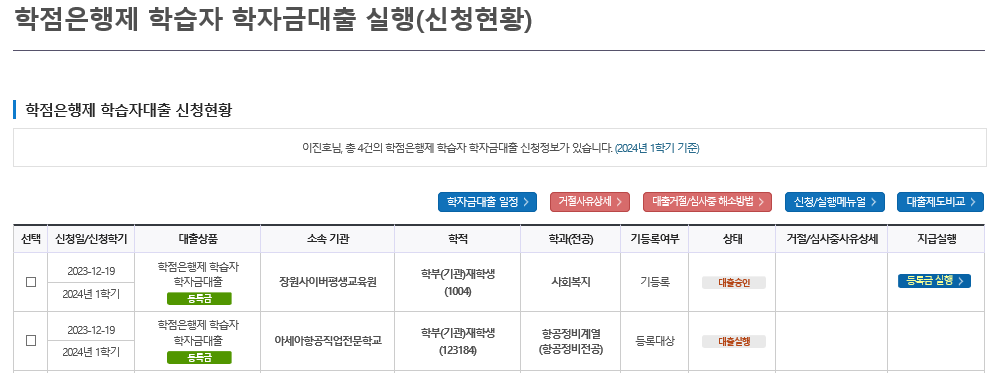 학점은행제 학습자 학자금대출 실행(신청현황)
학점은행제 학습자대출 신청현황
이진호님, 총 4건의 학점은행제 학습자 학자금대출 신청정보가 있습니다. (2024년 1학기 기준)
학자금대출 일정 거절사유상세 대출거절/심사중 해소방법 신청/실행메뉴얼 대출제도비교
선택 신청일/신청학기 대출상품 소속 기관 학적 학과(전공) 기등록여부 상태 거절/심사중사유상세 지급실행
2023-12-19
2024년 1학기
학점은행제 학습자
학자금대출
등록금
장원사이버평생교육원
학부(기관)재학생
(1004)
사회복지
기등록
대출승인
등록금 실행
2023-12-19
2024년 1학기
학점은행제 학습자
학자금대출
등록금
아세아항공직업전문학교
학부(기관)재학생
(123184)
항공정비계열
(항공정비전공)
등록대상
대출실행